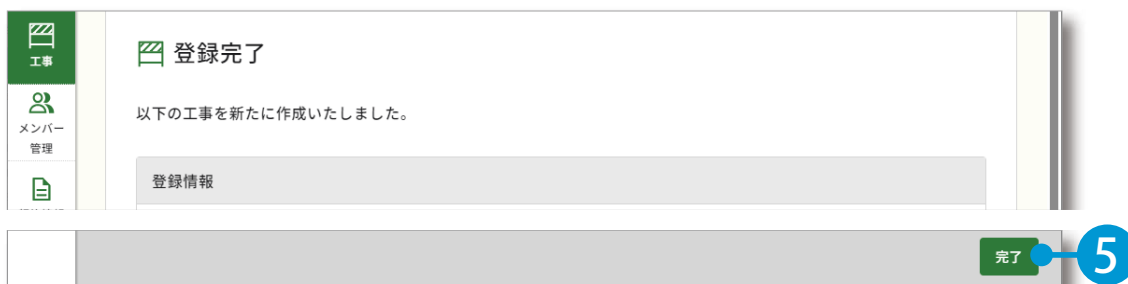 工事
登録完了
メンバー
管理
以下の工事を新たに作成いたしました。
登録情報
完了
5